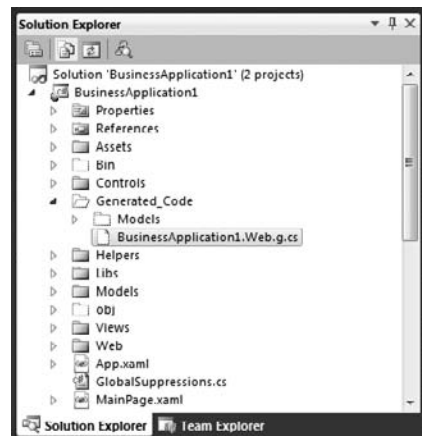 Solution Explorer
Solution 'BusinessApplication1' (2 projects)
BusinessApplication1
Properties
References
Assets
Bin
Controls
Generated_Code
Models
BusinessApplication1.Web.g.cs
Helpers
Libs
Models
obj
Views
Web
App.xaml
GlobalSuppressions.cs
MainPage.xaml
Solution Explorer Team Explorer